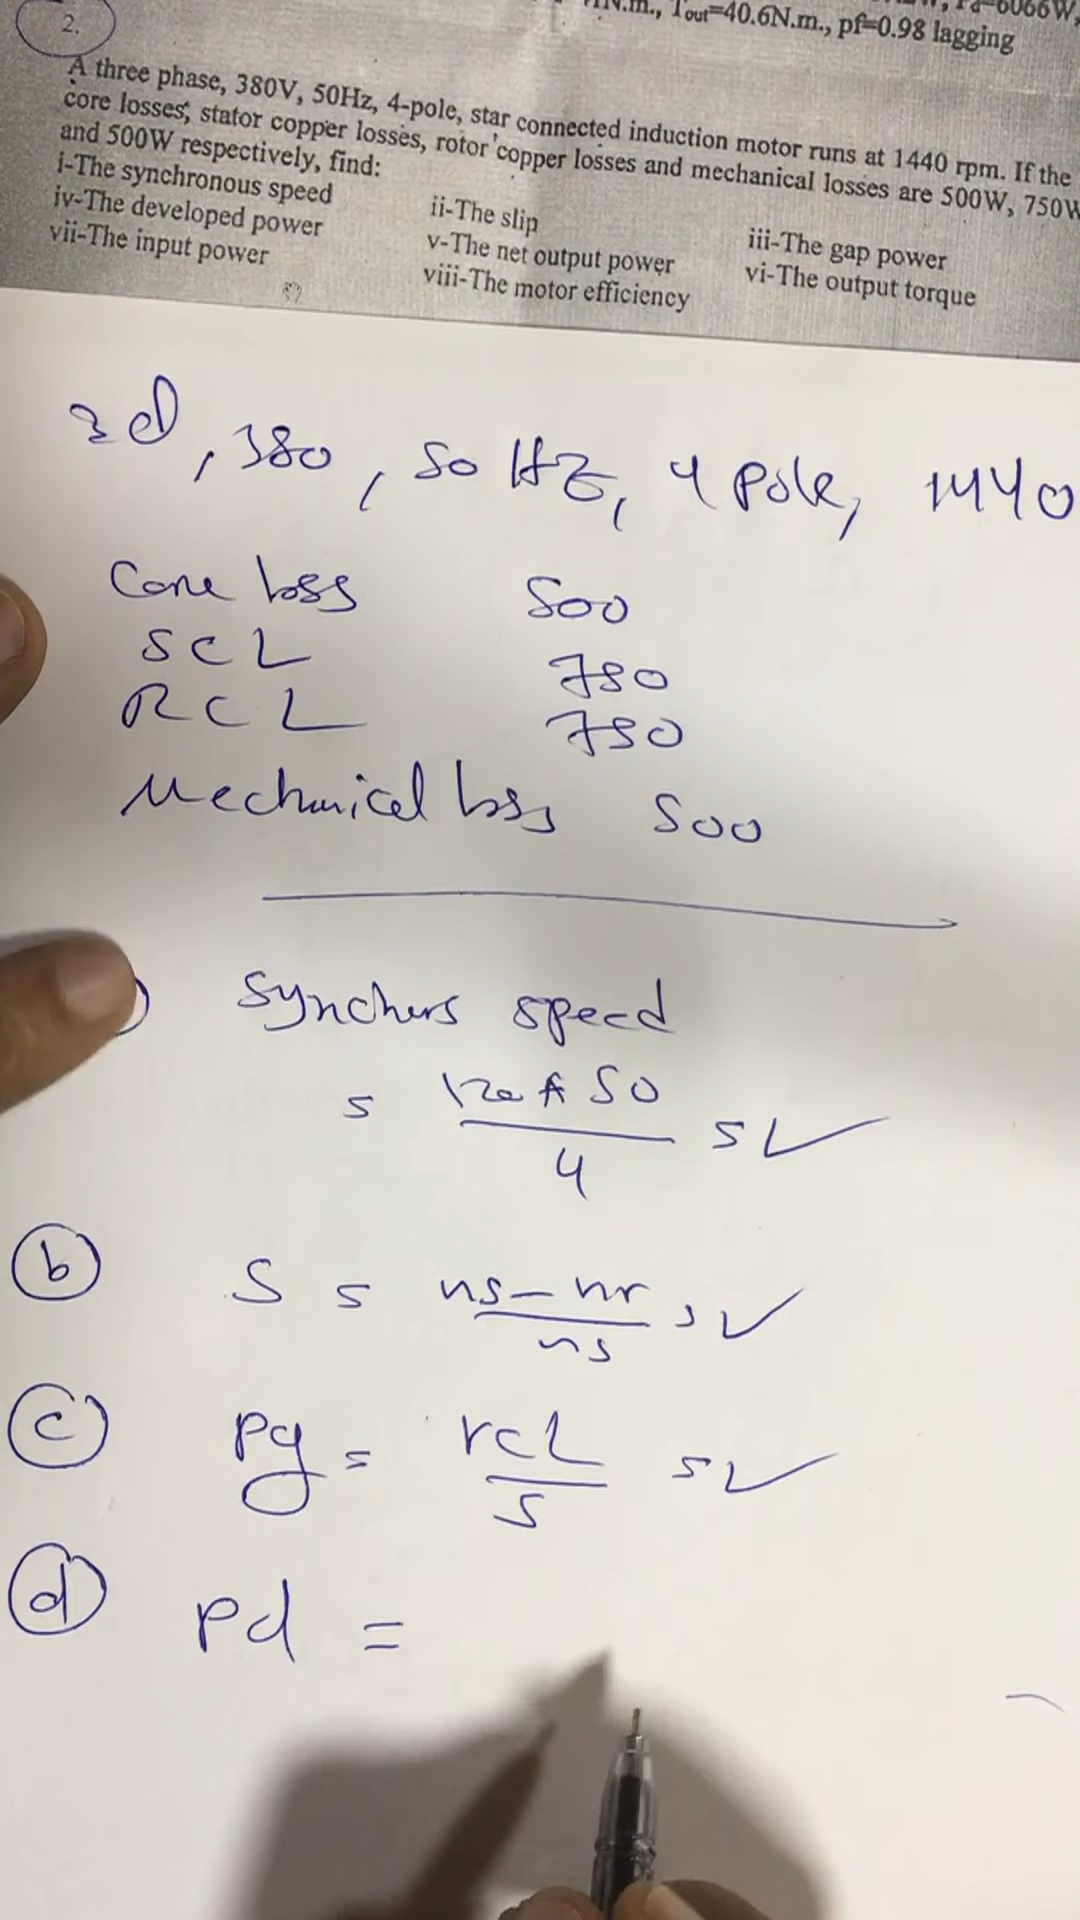 T_out=40.6N.m., pf=0.98 lagging
2.
A three phase, 380V, 50Hz, 4-pole, star connected induction motor runs at 1440 rpm. If the
core losses, stator copper losses, rotor copper losses and mechanical losses are 500W, 750W
and 500W respectively, find:
i-The synchronous speed ii-The slip iii-The gap power
iv-The developed power v-The net output power vi-The output torque
vii-The input power viii-The motor efficiency
3Ø, 380, 50 HZ, 4 pole, 1440
Core loss 500
SCL 750
RCL 750
Mechanical loss 500
Synchrs speed
= 120 * 50 / 4 = ✓
b S = ns - nr / ns = ✓
c Pg = rcL / s = ✓
d Pd =